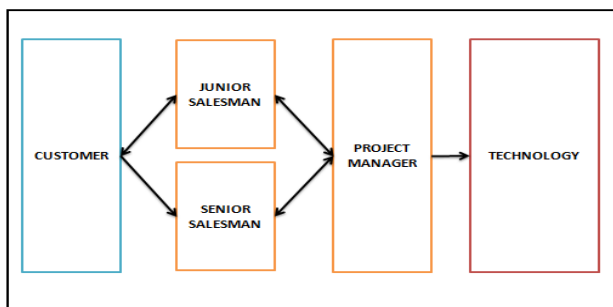 CUSTOMER
JUNIOR
SALESMAN
SENIOR
SALESMAN
PROJECT
MANAGER
TECHNOLOGY